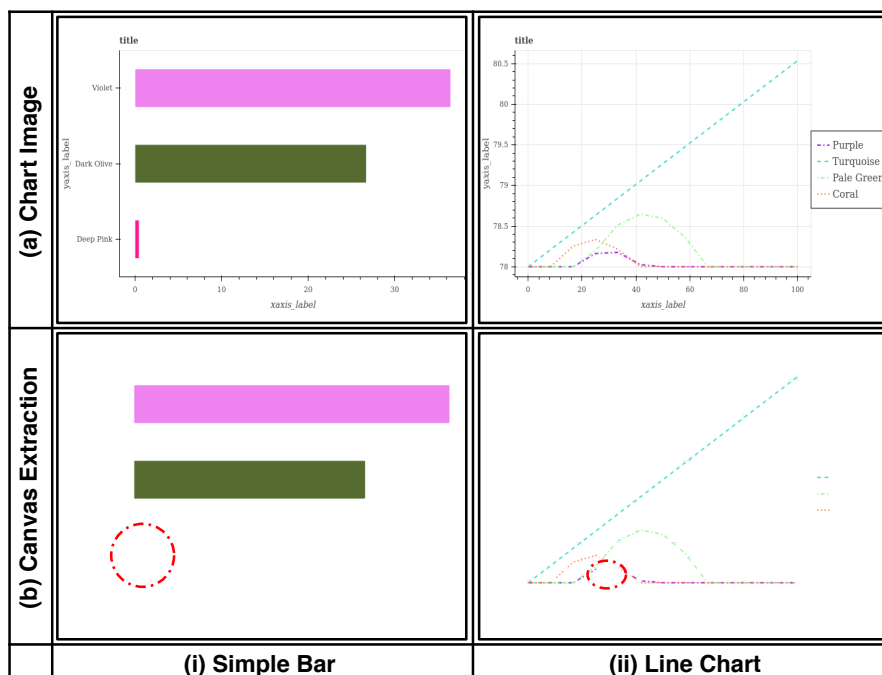 (a) Chart Image
title
Violet
Dark Olive
Deep Pink
yaxis_label
0
10
20
30
xaxis_label
title
80.5
80
79.5
79
78.5
78
yaxis_label
0
20
40
60
80
100
xaxis_label
Purple
Turquoise
Pale Green
Coral
(b) Canvas Extraction
(i) Simple Bar
(ii) Line Chart